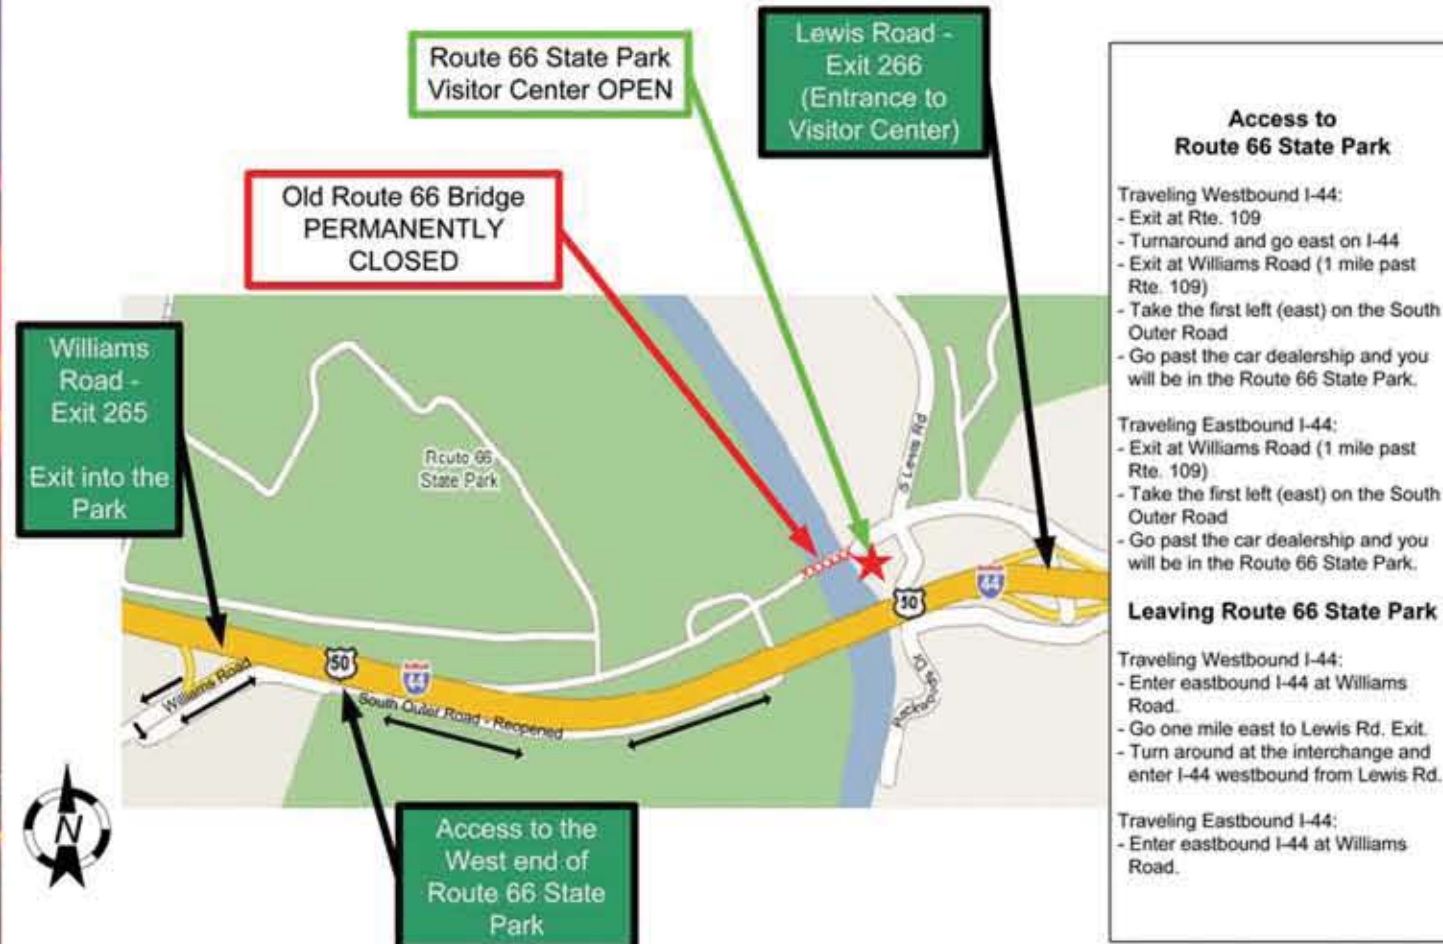 Route 66 State Park
Visitor Center OPEN
Lewis Road -
Exit 266
(Entrance to
Visitor Center)
Old Route 66 Bridge
PERMANENTLY
CLOSED
Williams
Road -
Exit 265
Exit into the
Park
Route 66
State Park
S Lewis Rd
50
44
Williams Road
50
44
South Outer Road - Reopened
Rockwoods Dr
N
Access to the
West end of
Route 66 State
Park
Access to
Route 66 State Park
Traveling Westbound I-44:
- Exit at Rte. 109
- Turnaround and go east on I-44
- Exit at Williams Road (1 mile past
Rte. 109)
- Take the first left (east) on the South
Outer Road
- Go past the car dealership and you
will be in the Route 66 State Park.
Traveling Eastbound I-44:
- Exit at Williams Road (1 mile past
Rte. 109)
- Take the first left (east) on the South
Outer Road
- Go past the car dealership and you
will be in the Route 66 State Park.
Leaving Route 66 State Park
Traveling Westbound I-44:
- Enter eastbound I-44 at Williams
Road.
- Go one mile east to Lewis Rd. Exit.
- Turn around at the interchange and
enter I-44 westbound from Lewis Rd.
Traveling Eastbound I-44:
- Enter eastbound I-44 at Williams
Road.